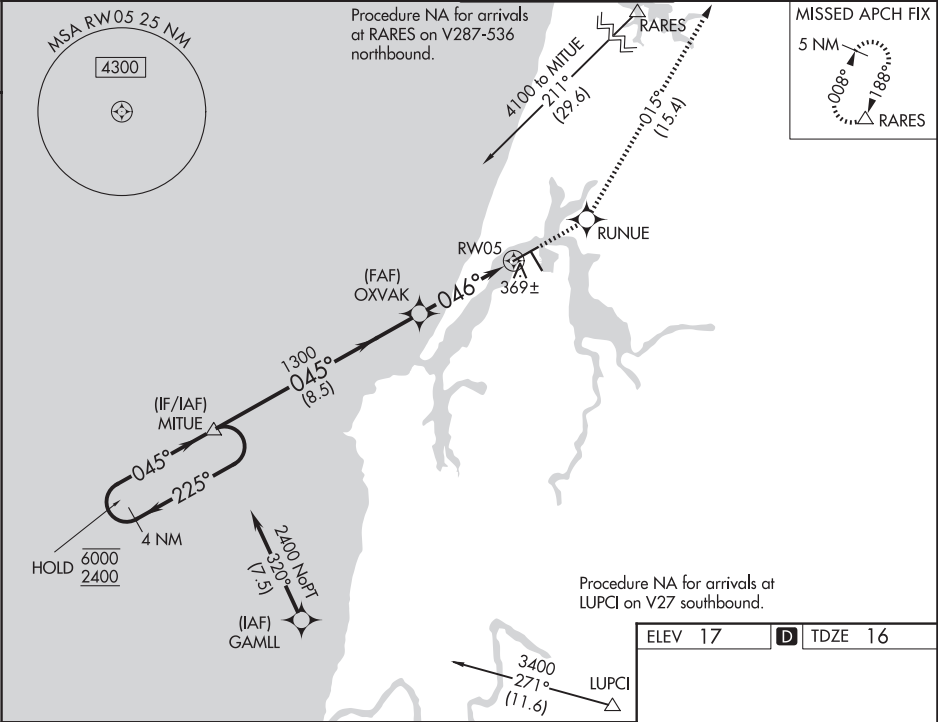 MSA RW05 25 NM
4300
Procedure NA for arrivals
at RARES on V287-536
northbound.
RARES
4100 to MITUE
211°
(29.6)
015°
(15.4)
MISSED APCH FIX
5 NM
008°
188°
RARES
RUNUE
RW05
369±
046°
(FAF)
OXVAK
1300
045°
(8.5)
(IF/IAF)
MITUE
045°
225°
4 NM
HOLD
6000
2400
2400 NoPT
320°
(7.5)
(IAF)
GAMLL
Procedure NA for arrivals at
LUPCI on V27 southbound.
3400
271°
(11.6)
LUPCI
ELEV 17
D
TDZE 16